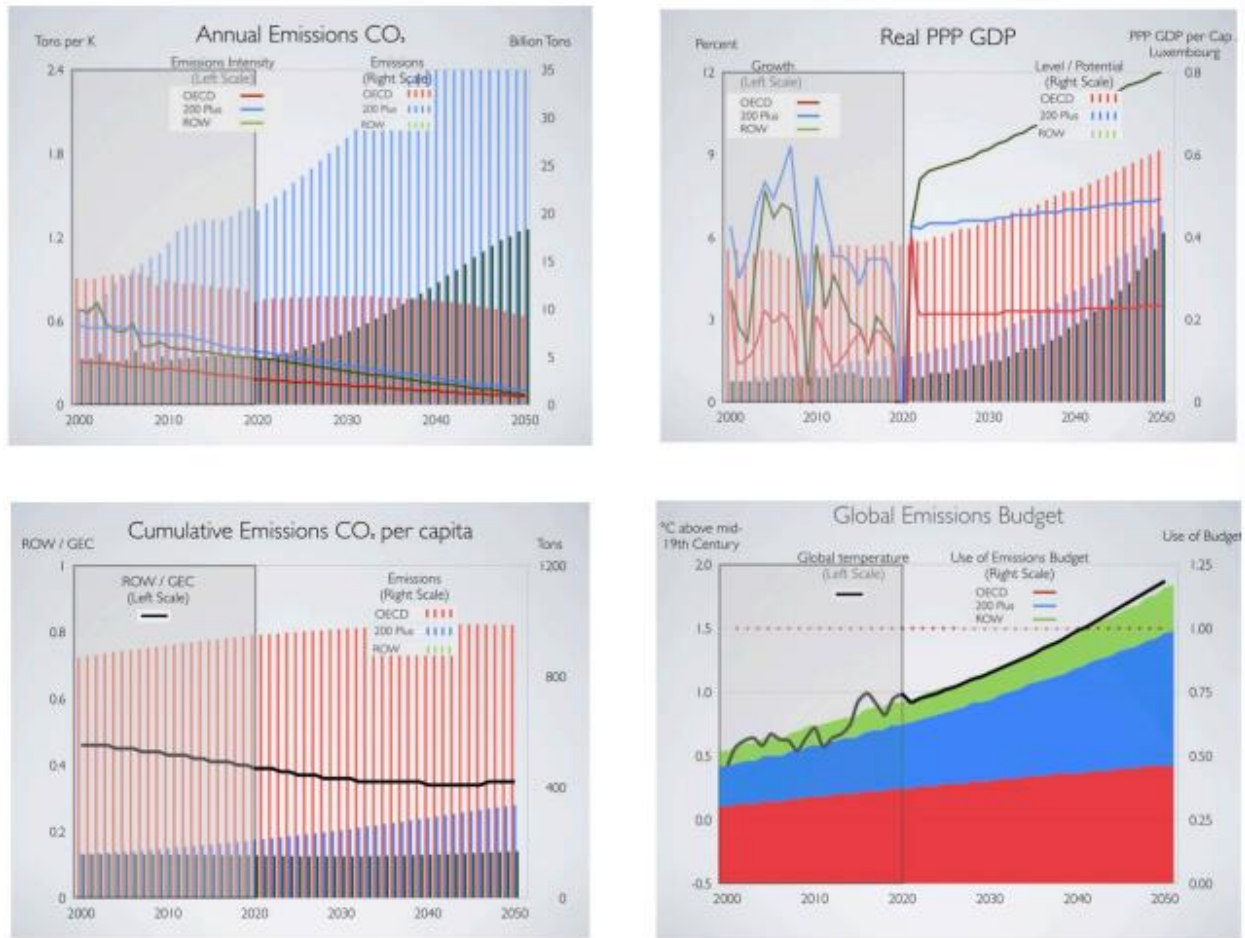 Annual Emissions CO₂
Tons per K
Billion Tons
Emissions Intensity
(Left Scale)
Emissions
(Right Scale)
OECD
200 Plus
ROW
OECD
200 Plus
ROW
2.4
1.8
1.2
0.6
0
35
30
25
20
15
10
5
0
2000 2010 2020 2030 2040 2050
Real PPP GDP
Percent
PPP GDP per Cap
Luxembourg
Growth
(Left Scale)
Level / Potential
(Right Scale)
OECD
200 Plus
ROW
OECD
200 Plus
ROW
12
9
6
3
0
0.8
0.6
0.4
0.2
0
2000 2010 2020 2030 2040 2050
Cumulative Emissions CO₂ per capita
ROW / GEC
Tons
ROW / GEC
(Left Scale)
Emissions
(Right Scale)
OECD
200 Plus
ROW
1
0.8
0.6
0.4
0.2
0
1200
800
400
0
2000 2010 2020 2030 2040 2050
Global Emissions Budget
°C above mid-
19th Century
Use of Budget
Global temperature
(Left Scale)
Use of Emissions Budget
(Right Scale)
OECD
200 Plus
ROW
2.0
1.5
1.0
0.5
0.0
-0.5
1.25
1.00
0.75
0.50
0.25
0.00
2000 2010 2020 2030 2040 2050